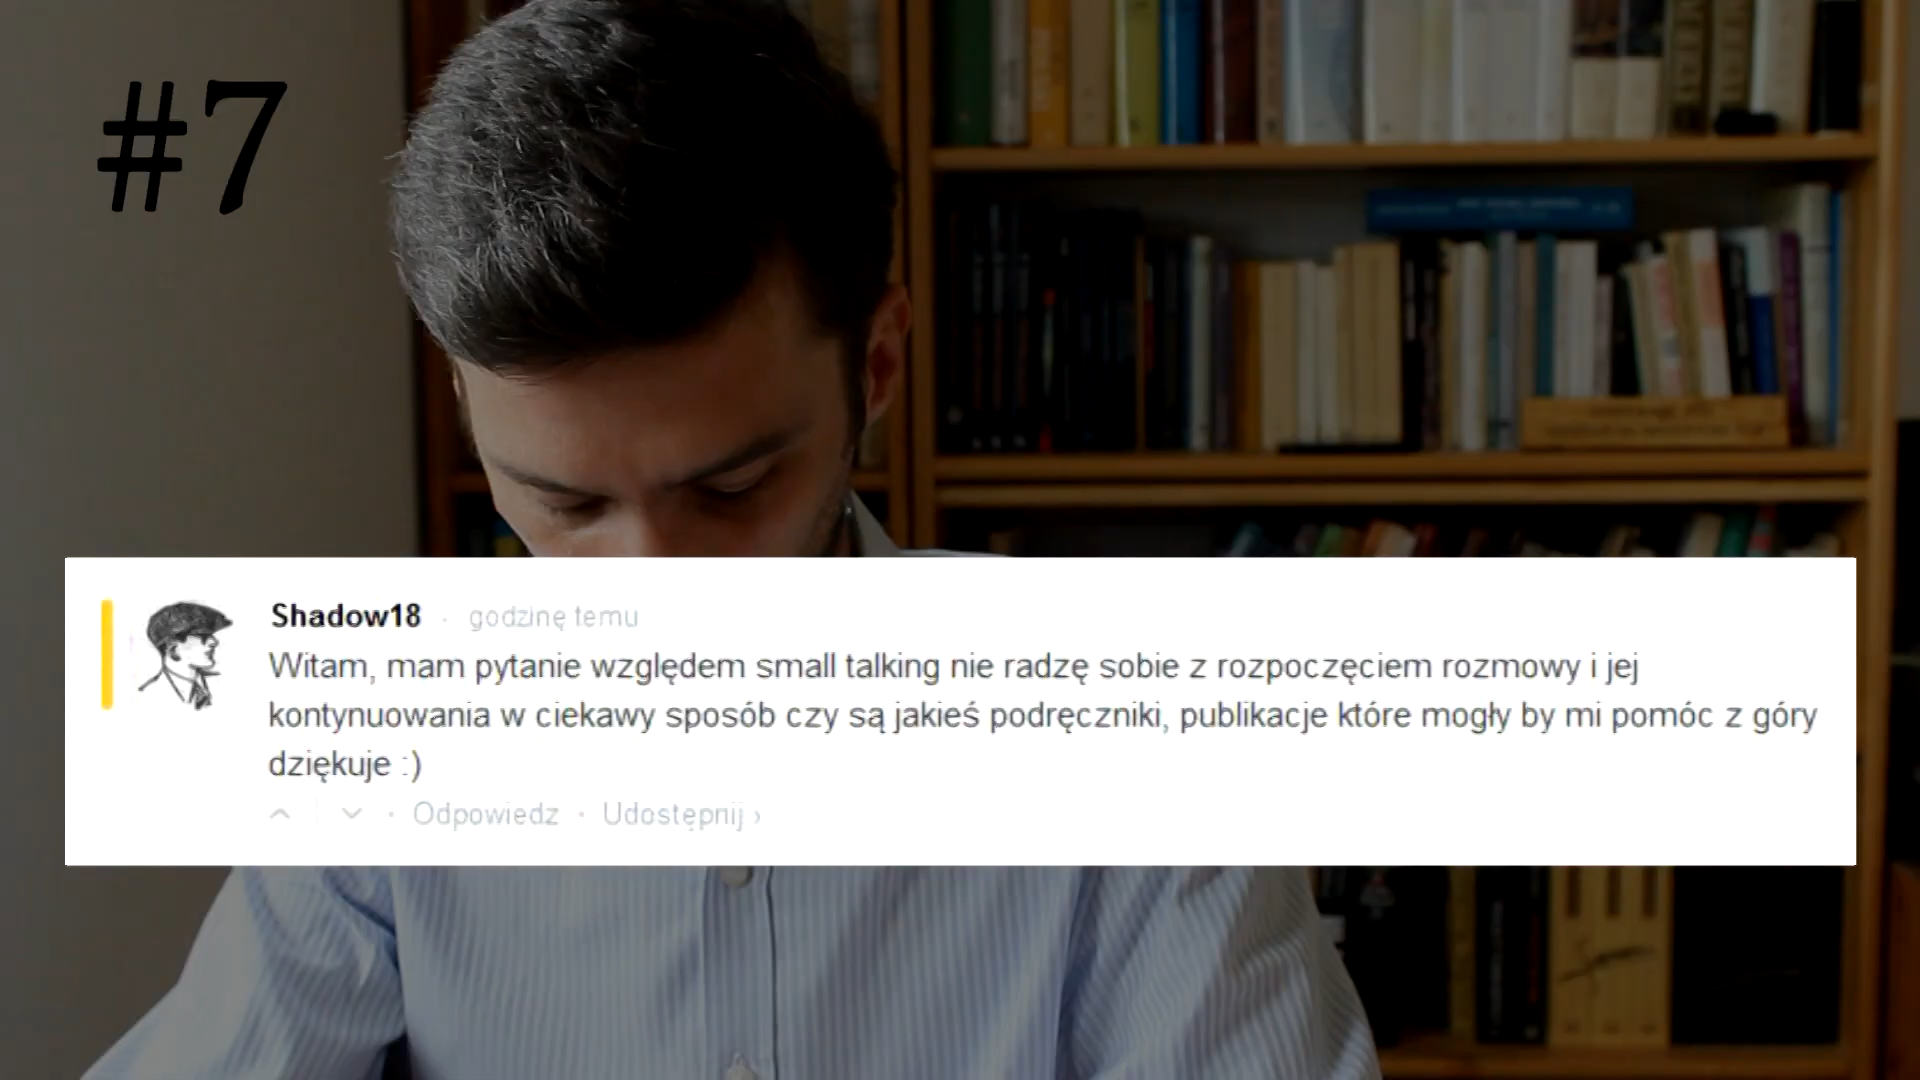 #7
Shadow18 · godzinę temu
Witam, mam pytanie względem small talking nie radzę sobie z rozpoczęciem rozmowy i jej
kontynuowania w ciekawy sposób czy są jakieś podręczniki, publikacje które mogły by mi pomóc z góry
dziękuje :)
Odpowiedz · Udostępnij ›